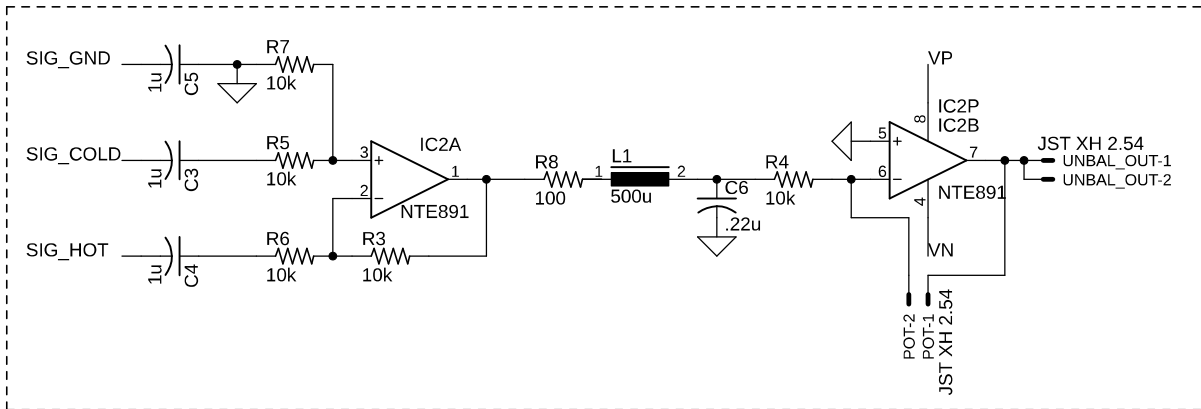 SIG_GND
1u
C5
R7
10k
SIG_COLD
1u
C3
R5
10k
SIG_HOT
1u
C4
R6
10k
R3
10k
3
+
2
−
1
IC2A
NTE891
R8
100
1
L1
2
500u
C6
.22u
R4
10k
VP
8
IC2P
IC2B
5
+
6
−
7
NTE891
4
VN
JST XH 2.54
UNBAL_OUT-1
UNBAL_OUT-2
POT-2
POT-1
JST XH 2.54